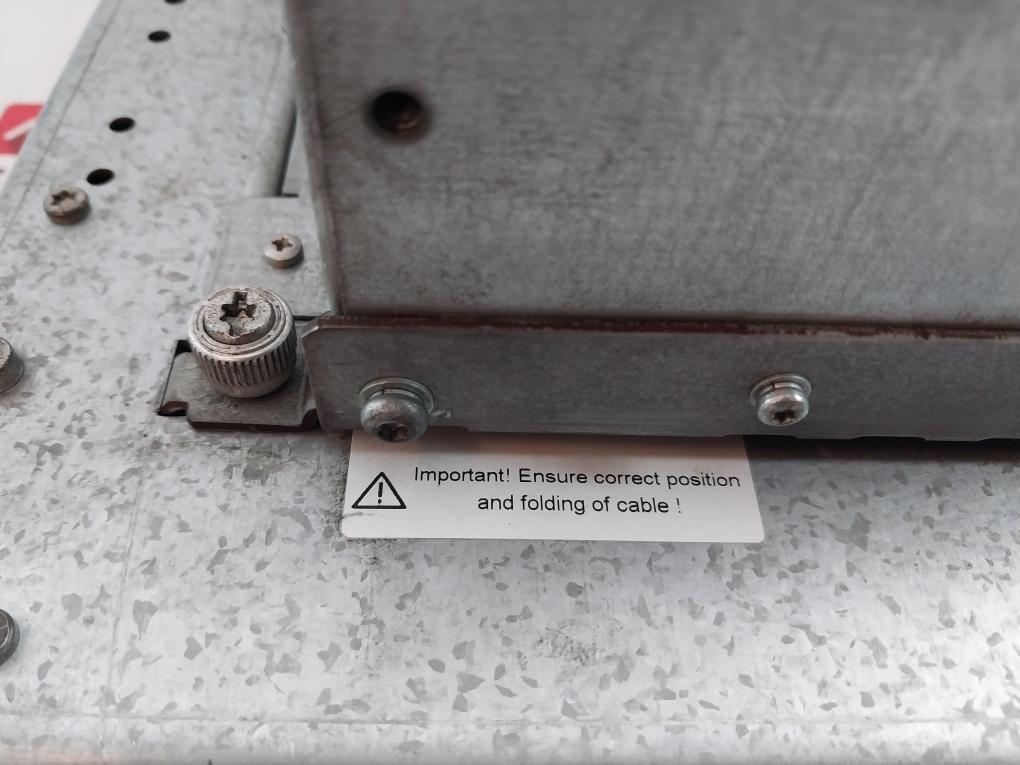 Important! Ensure correct position
and folding of cable !